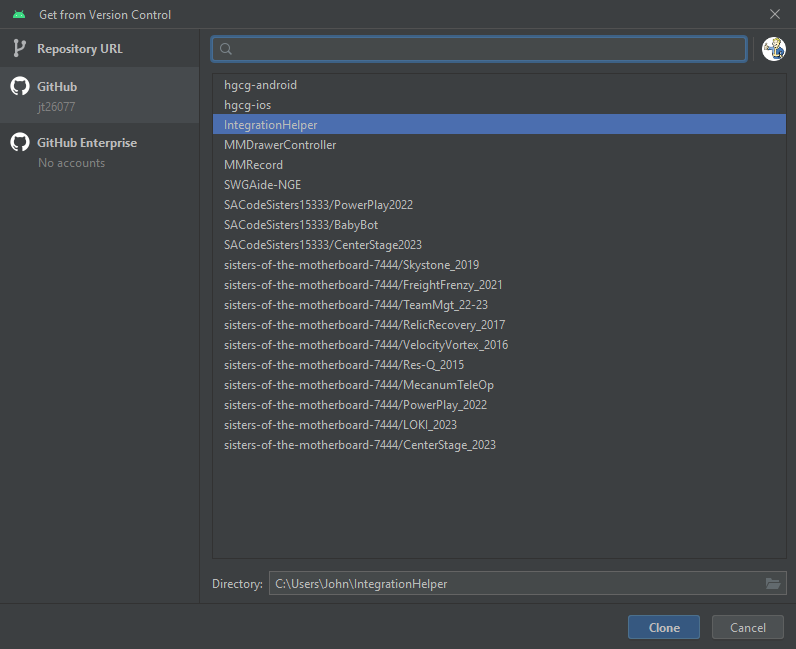 Get from Version Control
Repository URL
GitHub
jt26077
GitHub Enterprise
No accounts
hgcg-android
hgcg-ios
IntegrationHelper
MMDrawerController
MMRecord
SWGAide-NGE
SACodeSisters15333/PowerPlay2022
SACodeSisters15333/BabyBot
SACodeSisters15333/CenterStage2023
sisters-of-the-motherboard-7444/Skystone_2019
sisters-of-the-motherboard-7444/FreightFrenzy_2021
sisters-of-the-motherboard-7444/TeamMgt_22-23
sisters-of-the-motherboard-7444/RelicRecovery_2017
sisters-of-the-motherboard-7444/VelocityVortex_2016
sisters-of-the-motherboard-7444/Res-Q_2015
sisters-of-the-motherboard-7444/MecanumTeleOp
sisters-of-the-motherboard-7444/PowerPlay_2022
sisters-of-the-motherboard-7444/LOKI_2023
sisters-of-the-motherboard-7444/CenterStage_2023
Directory: C:\Users\John\IntegrationHelper
Clone Cancel